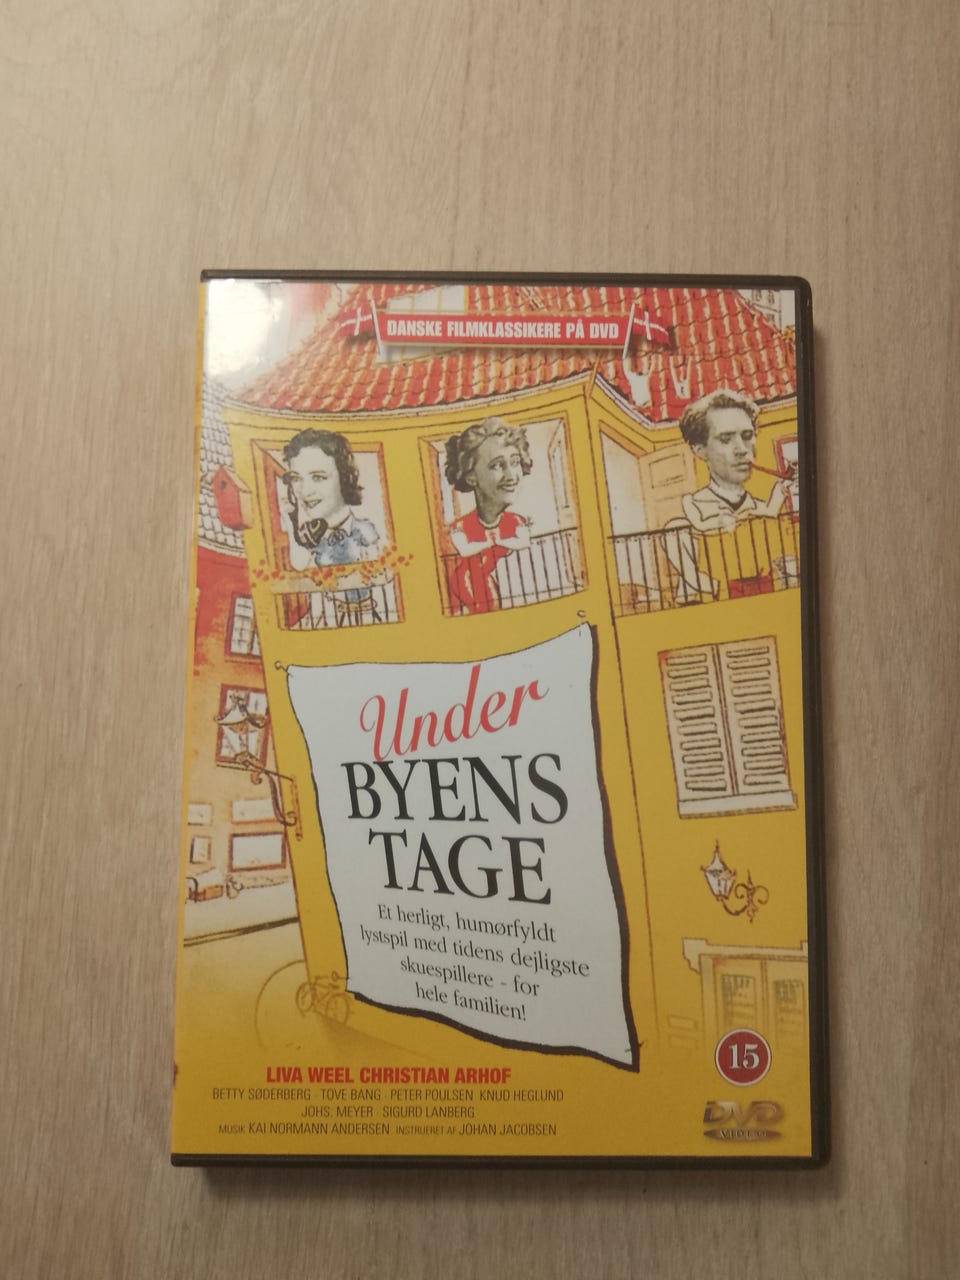 DANSKE FILMKLASSIKERE PÅ DVD
Under
BYENS
TAGE
Et herligt, humørfyldt
lystspil med tidens dejligste
skuespillere - for
hele familien!
15
LIVA WEEL CHRISTIAN ARHOF
BETTY SØDERBERG · TOVE BANG · PETER POULSEN KNUD HEGLUND
JOHS. MEYER · SIGURD LANBERG
MUSIK KAI NORMANN ANDERSEN INSTRUERET AF JOHAN JACOBSEN
DVD
VIDEO